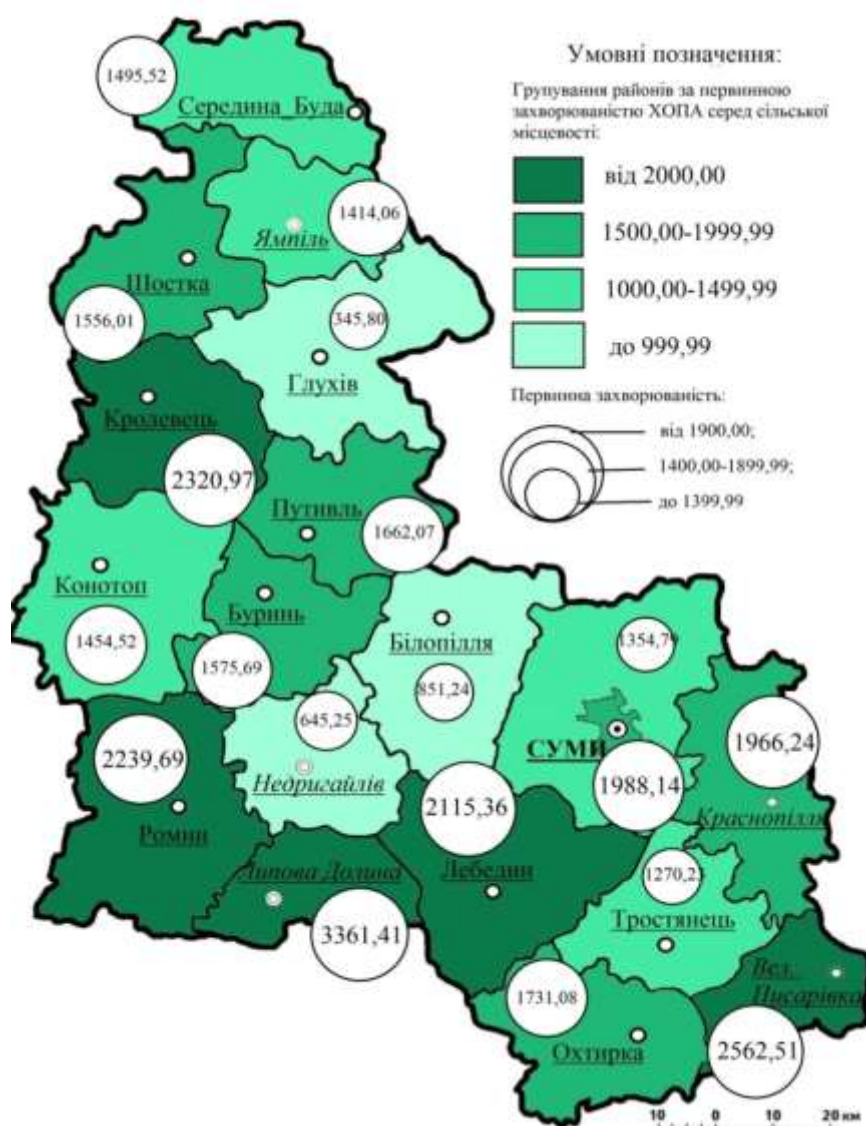 Умовні позначення:
Групування районів за первинною
захворюваністю ХОПА серед сільської
місцевості:
від 2000,00
1500,00-1999,99
1000,00-1499,99
до 999,99
Первинна захворюваність:
від 1900,00;
1400,00-1899,99;
до 1399,99
1495,52
Середина_Буда
1414,06
Ямпіль
Шостка
1556,01
345,80
Глухів
Кролевець
2320,97
Путивль
1662,07
Конотоп
1454,52
Буринь
1575,69
Білопілля
851,24
1354,79
645,25
2239,69
Недригайлів
СУМИ
1966,24
1988,14
2115,36
Краснопілля
Ромни
Липова Долина
Лебедин
1270,23
3361,41
Тростянець
Вел.
Писарівка
1731,08
Охтирка
2562,51
10 0 10 20 км